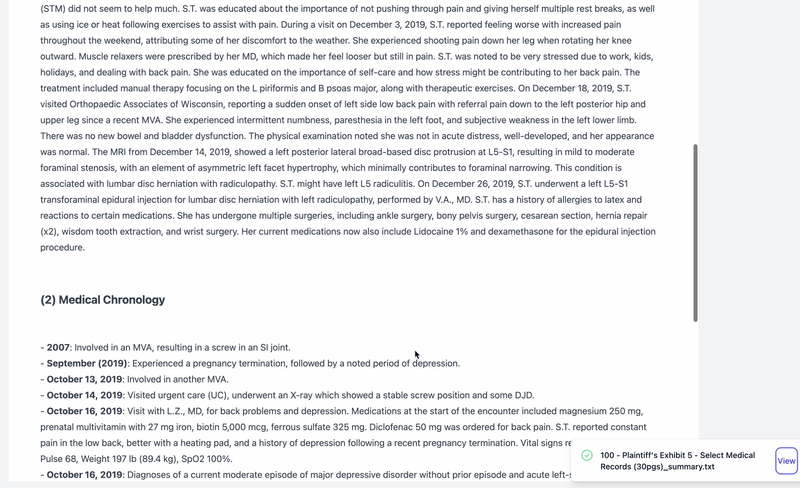 (STM) did not seem to help much. S.T. was educated about the importance of not pushing through pain and giving herself multiple rest breaks, as well
as using ice or heat following exercises to assist with pain. During a visit on December 3, 2019, S.T. reported feeling worse with increased pain
throughout the weekend, attributing some of her discomfort to the weather. She experienced shooting pain down her leg when rotating her knee
outward. Muscle relaxers were prescribed by her MD, which made her feel looser but still in pain. S.T. was noted to be very stressed due to work, kids,
holidays, and dealing with back pain. She was educated on the importance of self-care and how stress might be contributing to her back pain. The
treatment included manual therapy focusing on the L piriformis and B psoas major, along with therapeutic exercises. On December 18, 2019, S.T.
visited Orthopaedic Associates of Wisconsin, reporting a sudden onset of left side low back pain with referral pain down to the left posterior hip and
upper leg since a recent MVA. She experienced intermittent numbness, paresthesia in the left foot, and subjective weakness in the left lower limb.
There was no new bowel and bladder dysfunction. The physical examination noted she was not in acute distress, well-developed, and her appearance
was normal. The MRI from December 14, 2019, showed a left posterior lateral broad-based disc protrusion at L5-S1, resulting in mild to moderate
foraminal stenosis, with an element of asymmetric left facet hypertrophy, which minimally contributes to foraminal narrowing. This condition is
associated with lumbar disc herniation with radiculopathy. S.T. might have left L5 radiculitis. On December 26, 2019, S.T. underwent a left L5-S1
transforaminal epidural injection for lumbar disc herniation with left radiculopathy, performed by V.A., MD. S.T. has a history of allergies to latex and
reactions to certain medications. She has undergone multiple surgeries, including ankle surgery, bony pelvis surgery, cesarean section, hernia repair
(x2), wisdom tooth extraction, and wrist surgery. Her current medications now also include Lidocaine 1% and dexamethasone for the epidural injection
procedure.
(2) Medical Chronology
- 2007: Involved in an MVA, resulting in a screw in an SI joint.
- September (2019): Experienced a pregnancy termination, followed by a noted period of depression.
- October 13, 2019: Involved in another MVA.
- October 14, 2019: Visited urgent care (UC), underwent an X-ray which showed a stable screw position and some DJD.
- October 16, 2019: Visit with L.Z., MD, for back problems and depression. Medications at the start of the encounter included magnesium 250 mg,
prenatal multivitamin with 27 mg iron, biotin 5,000 mcg, ferrous sulfate 325 mg. Diclofenac 50 mg was ordered for back pain. S.T. reported constant
pain in the low back, better with a heating pad, and a history of depression following a recent pregnancy termination. Vital signs re
Pulse 68, Weight 197 lb (89.4 kg), SpO2 100%.
- October 16, 2019: Diagnoses of a current moderate episode of major depressive disorder without prior episode and acute left-s
100 - Plaintiff's Exhibit 5 - Select Medical
Records (30pgs)_summary.txt
View